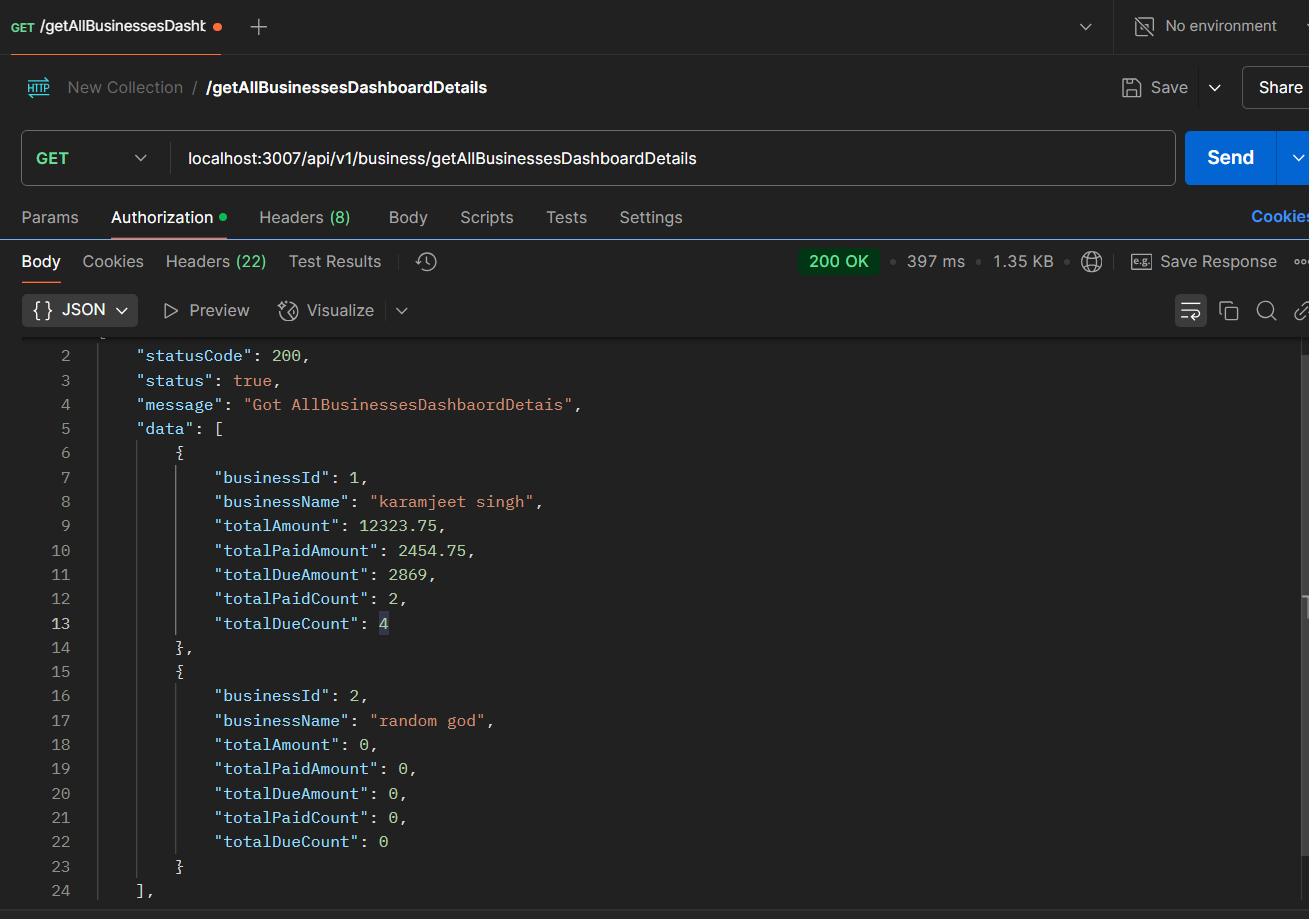 GET /getAllBusinessesDashb
No environment
HTTP New Collection / /getAllBusinessesDashboardDetails
Save
Share
GET localhost:3007/api/v1/business/getAllBusinessesDashboardDetails
Send
Params Authorization Headers (8) Body Scripts Tests Settings Cookies
Body Cookies Headers (22) Test Results 200 OK 397 ms 1.35 KB e.g. Save Response
{} JSON Preview Visualize
2 "statusCode": 200,
3 "status": true,
4 "message": "Got AllBusinessesDashbaordDetais",
5 "data": [
6 {
7 "businessId": 1,
8 "businessName": "karamjeet singh",
9 "totalAmount": 12323.75,
10 "totalPaidAmount": 2454.75,
11 "totalDueAmount": 2869,
12 "totalPaidCount": 2,
13 "totalDueCount": 4
14 },
15 {
16 "businessId": 2,
17 "businessName": "random god",
18 "totalAmount": 0,
19 "totalPaidAmount": 0,
20 "totalDueAmount": 0,
21 "totalPaidCount": 0,
22 "totalDueCount": 0
23 }
24 ],